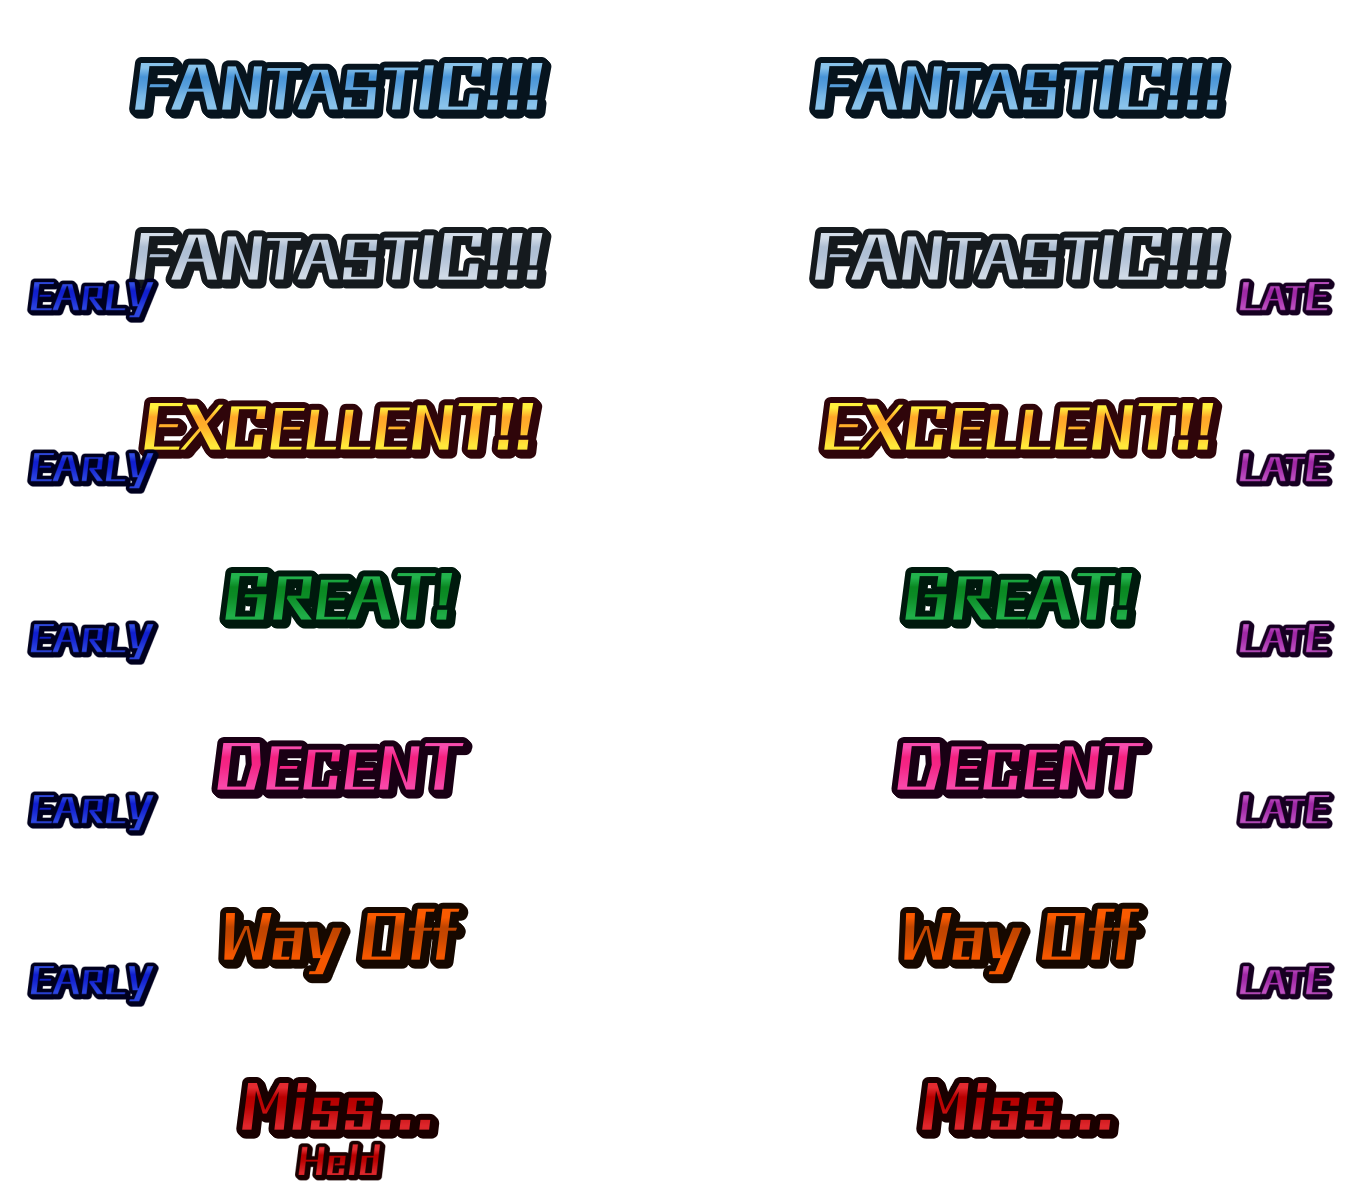 FANTASTIC!!! FANTASTIC!!!
FANTASTIC!!! FANTASTIC!!!
EARLY LATE
EXCELLENT!! EXCELLENT!!
EARLY LATE
GREAT! GREAT!
EARLY LATE
DECENT DECENT
EARLY LATE
Way Off Way Off
EARLY LATE
Miss... Miss...
Held